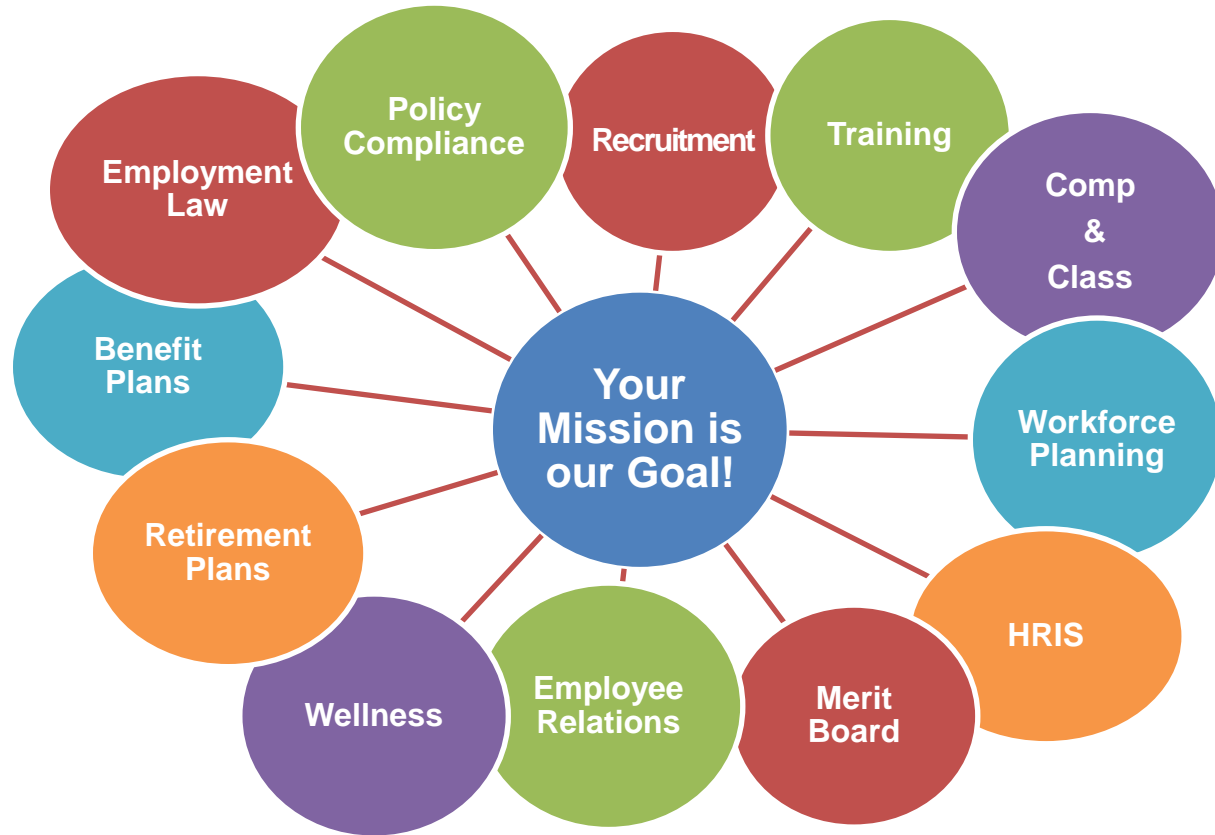 Policy
Compliance
Recruitment
Training
Comp
&
Class
Workforce
Planning
HRIS
Merit
Board
Employee
Relations
Wellness
Retirement
Plans
Benefit
Plans
Employment
Law
Your
Mission is
our Goal!